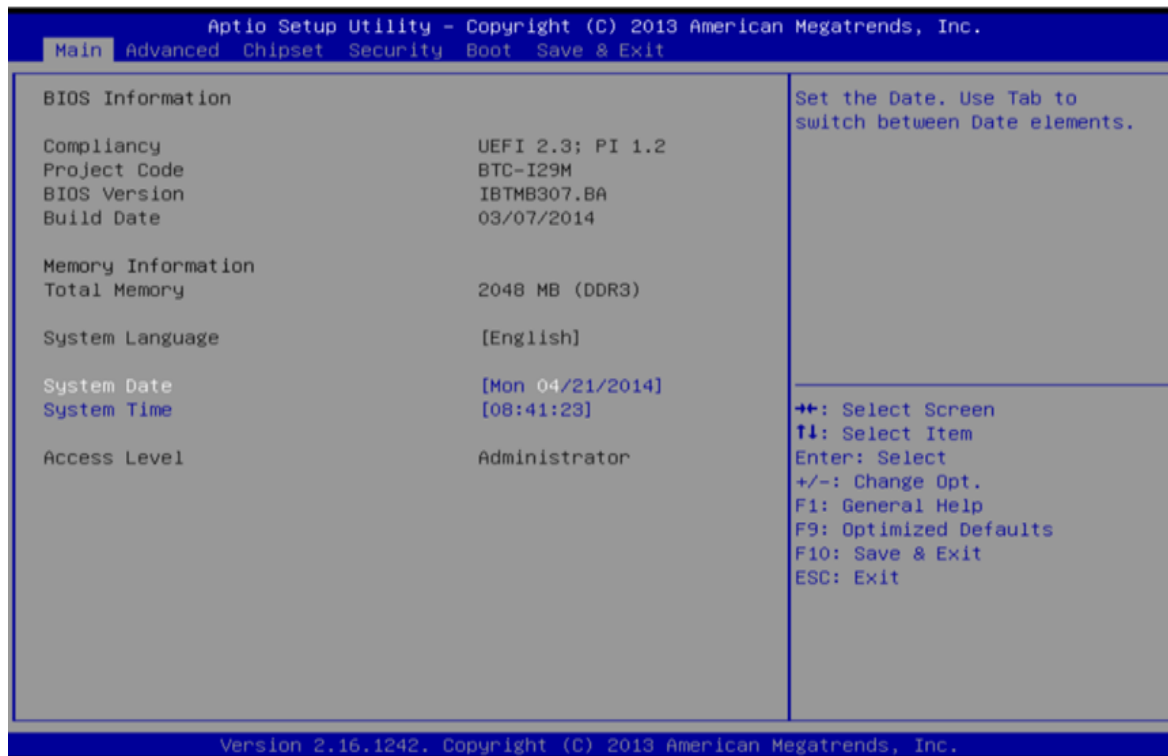 Aptio Setup Utility – Copyright (C) 2013 American Megatrends, Inc.
Main Advanced Chipset Security Boot Save & Exit
BIOS Information
Compliancy UEFI 2.3; PI 1.2
Project Code BTC-I29M
BIOS Version IBTMB307.BA
Build Date 03/07/2014
Memory Information
Total Memory 2048 MB (DDR3)
System Language [English]
System Date [Mon 04/21/2014]
System Time [08:41:23]
Access Level Administrator
Set the Date. Use Tab to
switch between Date elements.
→←: Select Screen
↑↓: Select Item
Enter: Select
+/-: Change Opt.
F1: General Help
F9: Optimized Defaults
F10: Save & Exit
ESC: Exit
Version 2.16.1242. Copyright (C) 2013 American Megatrends, Inc.